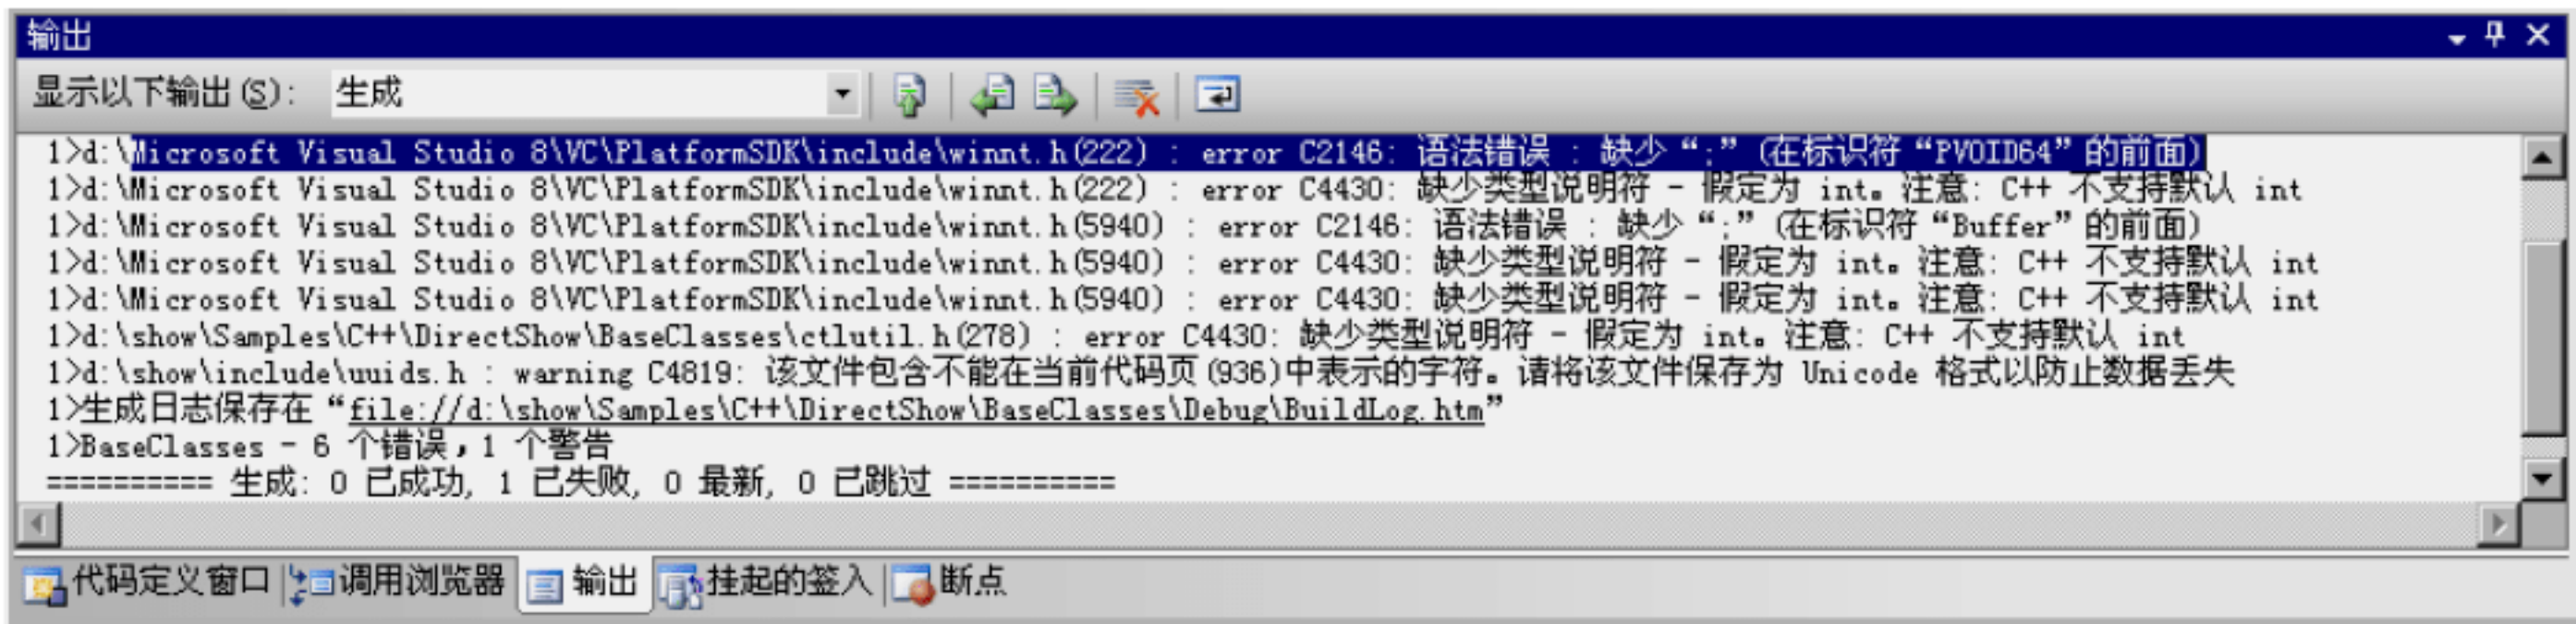 输出
显示以下输出(S): 生成
1>d:\Microsoft Visual Studio 8\VC\PlatformSDK\include\winnt.h(222) : error C2146: 语法错误 : 缺少“;”(在标识符“PVOID64”的前面)
1>d:\Microsoft Visual Studio 8\VC\PlatformSDK\include\winnt.h(222) : error C4430: 缺少类型说明符 - 假定为 int。注意: C++ 不支持默认 int
1>d:\Microsoft Visual Studio 8\VC\PlatformSDK\include\winnt.h(5940) : error C2146: 语法错误 : 缺少“;”(在标识符“Buffer”的前面)
1>d:\Microsoft Visual Studio 8\VC\PlatformSDK\include\winnt.h(5940) : error C4430: 缺少类型说明符 - 假定为 int。注意: C++ 不支持默认 int
1>d:\Microsoft Visual Studio 8\VC\PlatformSDK\include\winnt.h(5940) : error C4430: 缺少类型说明符 - 假定为 int。注意: C++ 不支持默认 int
1>d:\show\Samples\C++\DirectShow\BaseClasses\ctlutil.h(278) : error C4430: 缺少类型说明符 - 假定为 int。注意: C++ 不支持默认 int
1>d:\show\include\uuids.h : warning C4819: 该文件包含不能在当前代码页(936)中表示的字符。请将该文件保存为 Unicode 格式以防止数据丢失
1>生成日志保存在“file://d:\show\Samples\C++\DirectShow\BaseClasses\Debug\BuildLog.htm”
1>BaseClasses - 6 个错误，1 个警告
========== 生成: 0 已成功, 1 已失败, 0 最新, 0 已跳过 ==========
代码定义窗口 调用浏览器 输出 挂起的签入 断点